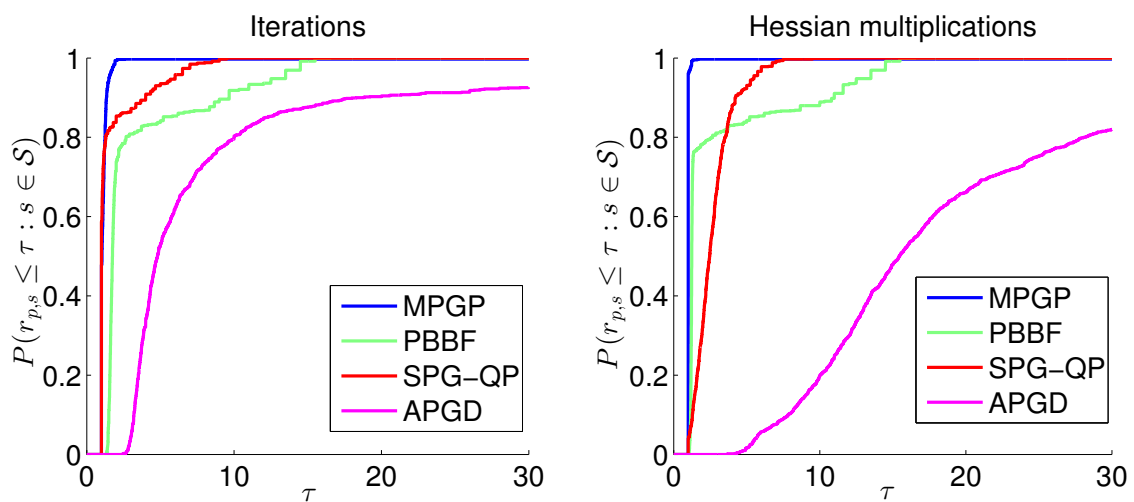 Iterations
P(r_{p,s} ≤ τ : s ∈ 𝒮)
1
0.8
0.6
0.4
0.2
0
0
10
20
30
τ
MPGP
PBBF
SPG−QP
APGD
Hessian multiplications
P(r_{p,s} ≤ τ : s ∈ 𝒮)
1
0.8
0.6
0.4
0.2
0
0
10
20
30
τ
MPGP
PBBF
SPG−QP
APGD